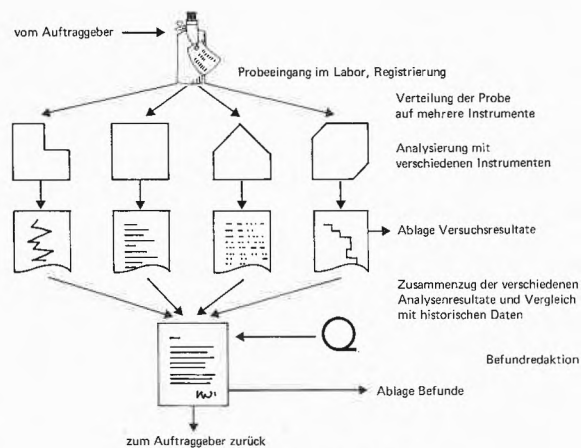 vom Auftraggeber
Probeeingang im Labor, Registrierung
Verteilung der Probe
auf mehrere Instrumente
Analysierung mit
verschiedenen Instrumenten
Ablage Versuchsresultate
Zusammenzug der verschiedenen
Analysenresultate und Vergleich
mit historischen Daten
Befundredaktion
Ablage Befunde
zum Auftraggeber zurück